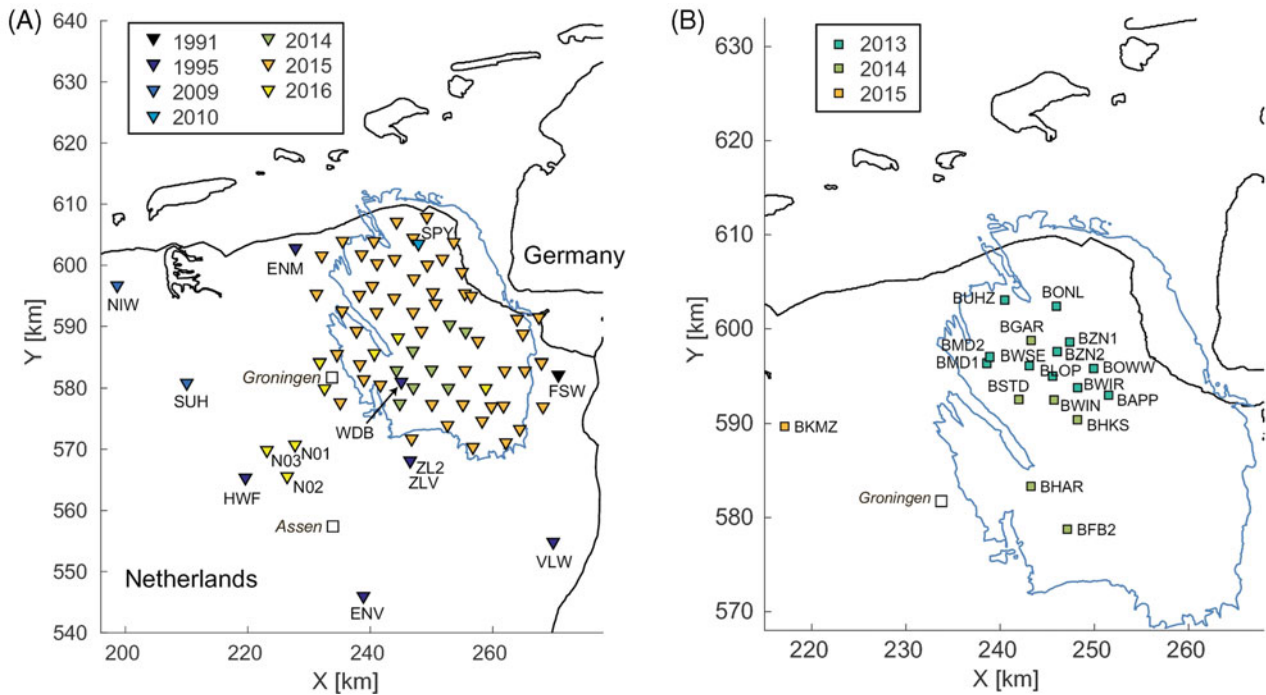 (A)
1991
1995
2009
2010
2014
2015
2016
640
630
620
610
600
590
580
570
560
550
540
Y [km]
200
220
240
260
X [km]
SPY
Germany
ENM
NIW
Groningen
FSW
SUH
WDB
N01
N03
ZL2
ZLV
HWF
N02
Assen
VLW
Netherlands
ENV
(B)
2013
2014
2015
630
620
610
600
590
580
570
Y [km]
220
230
240
250
260
X [km]
BUHZ
BONL
BGAR
BZN1
BMD2
BWSE
BZN2
BMD1
BLOP
BOWW
BWIR
BSTD
BWIN
BAPP
BKMZ
BHKS
BHAR
Groningen
BFB2